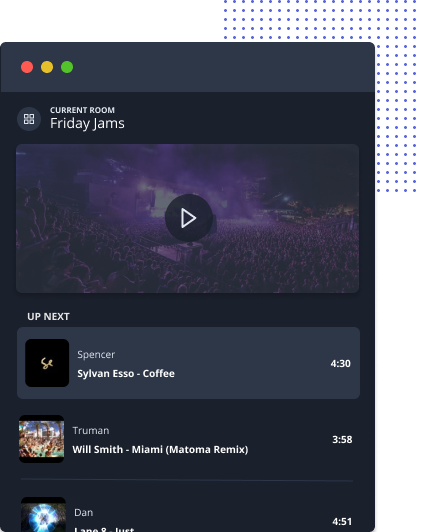 CURRENT ROOM
Friday Jams
UP NEXT
Spencer
Sylvan Esso - Coffee
4:30
Truman
Will Smith - Miami (Matoma Remix)
3:58
Dan
Lane 8 - Just
4:51